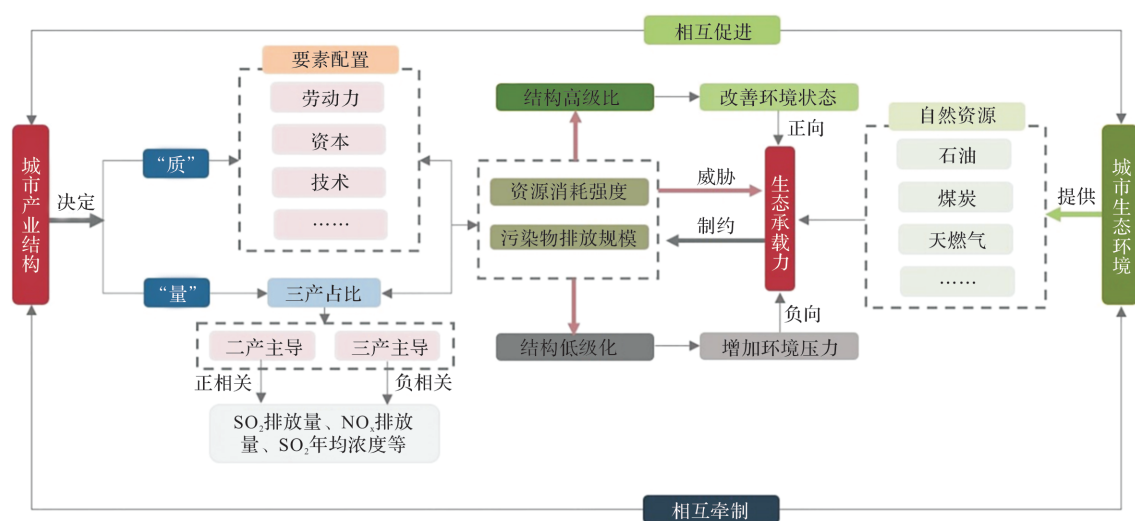 相互促进
城市产业结构
决定
“质”
“量”
要素配置
劳动力
资本
技术
……
三产占比
二产主导
三产主导
正相关
负相关
SO₂排放量、NOₓ排放
量、SO₂年均浓度等
结构高级比
改善环境状态
正向
资源消耗强度
污染物排放规模
威胁
制约
生态承载力
负向
结构低级化
增加环境压力
自然资源
石油
煤炭
天燃气
……
提供
城市生态环境
相互牵制